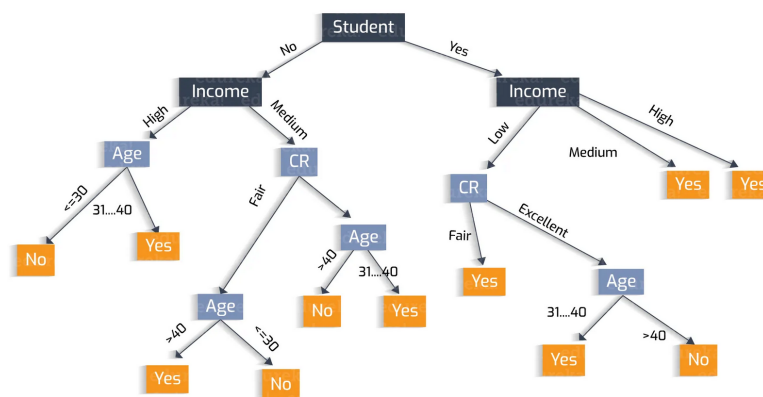 Student
No
Yes
Income
Income
High
Medium
Low
Medium
High
Age
CR
CR
Yes
Yes
<=30
31....40
Fair
Age
Fair
Excellent
No
Yes
>40
31....40
Yes
Age
Age
No
Yes
31....40
>40
>40
<=30
Yes
No
Yes
No